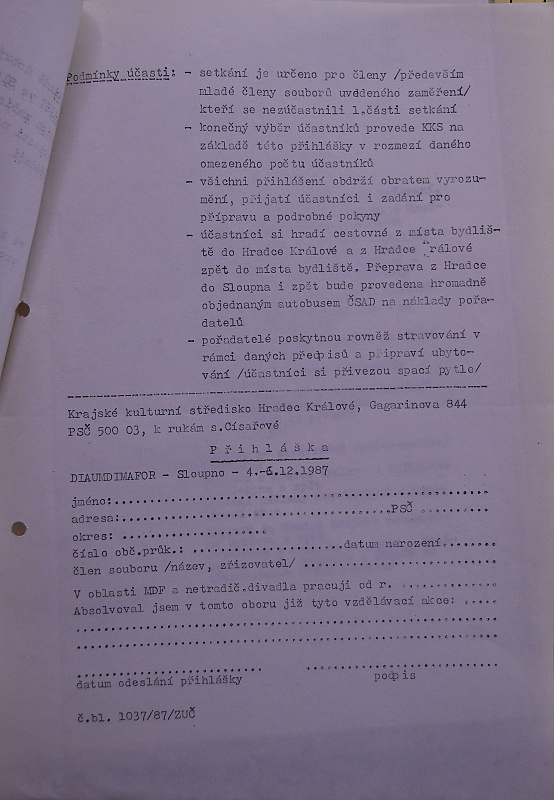 Podmínky účasti: - setkání je určeno pro členy /především
mladé členy souborů uvddeného zaměření/
kteří se nezúčastnili 1.části setkání
- konečný výběr účastníků provede KKS na
základě této přihlášky v rozmezí daného
omezeného počtu účastníků
- všichni přihlášení obdrží obratem vyrozu-
mění, přijatí účastníci i zadání pro
přípravu a podrobné pokyny
- účastníci si hradí cestovné z místa bydliš-
tě do Hradce Králové a z Hradce Králové
zpět do místa bydliště. Přeprava z Hradce
do Sloupna i zpět bude provedena hromadně
objednaným autobusem ČSAD na náklady pořa-
datelů
- pořadatelé poskytnou rovněž stravování v
rámci daných předpisů a připraví ubyto-
vání /účastníci si přivezou spací pytle/
Krajské kulturní středisko Hradec Králové, Gagarinova 844
PSČ 500 03, k rukám s.Císařové
P ř i h l á š k a
DIAUMDIMAFOR - Sloupno - 4.-6.12.1987
jméno:..................................................
adresa:.....................................PSČ .........
okres: ....................
číslo obč.průk.: .....................datum narození........
člen souboru /název, zřizovatel/ ..........................
V oblasti MDF a netradič.divadla pracuji od r. ............
Absolvoval jsem v tomto oboru již tyto vzdělávací akce: .....
............................................................
............................................................
.......................... ...........................
datum odeslání přihlášky podpis
č.bl. 1037/87/ZUČ